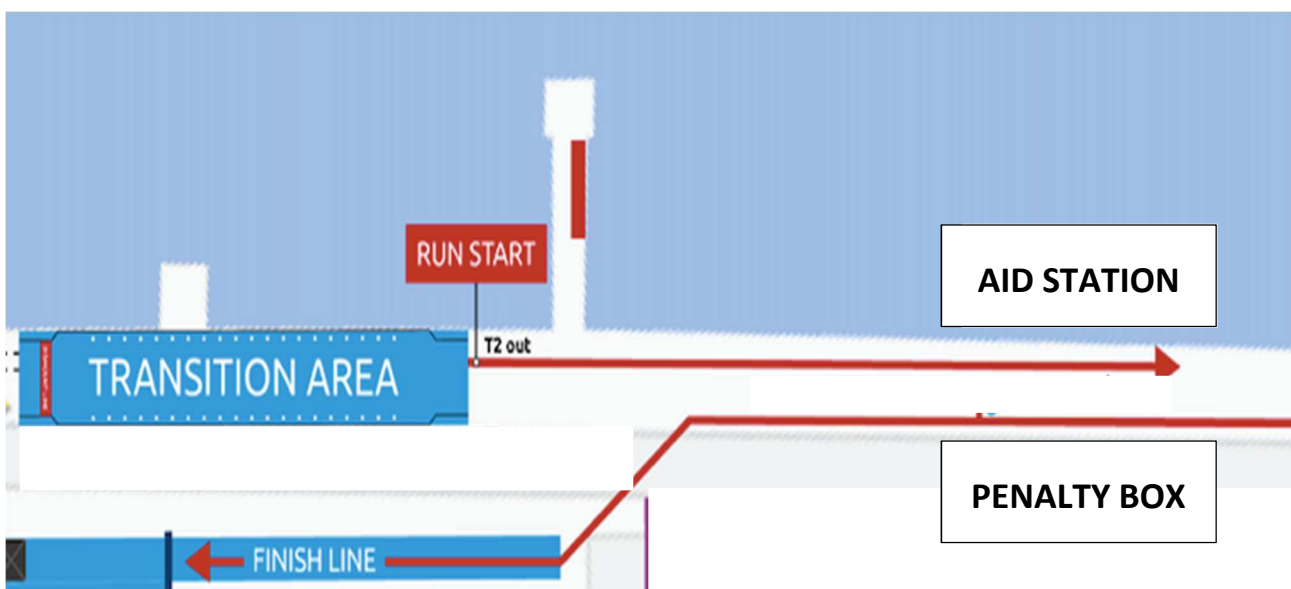 RUN START
AID STATION
T2 out
TRANSITION AREA
PENALTY BOX
FINISH LINE